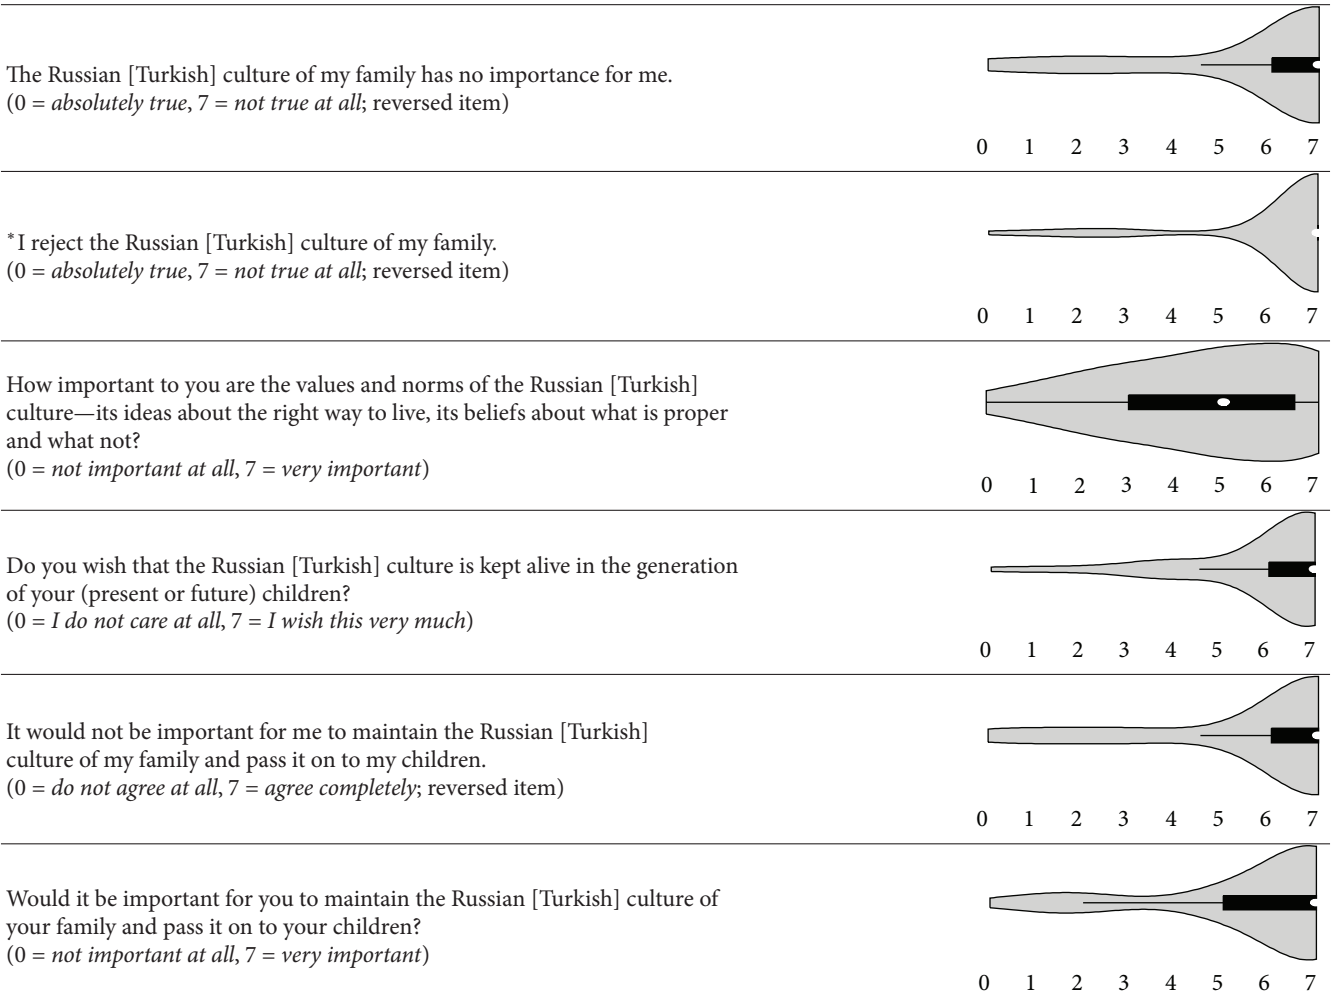 The Russian [Turkish] culture of my family has no importance for me.
(0 = absolutely true, 7 = not true at all; reversed item)
0 1 2 3 4 5 6 7
*I reject the Russian [Turkish] culture of my family.
(0 = absolutely true, 7 = not true at all; reversed item)
0 1 2 3 4 5 6 7
How important to you are the values and norms of the Russian [Turkish]
culture—its ideas about the right way to live, its beliefs about what is proper
and what not?
(0 = not important at all, 7 = very important)
0 1 2 3 4 5 6 7
Do you wish that the Russian [Turkish] culture is kept alive in the generation
of your (present or future) children?
(0 = I do not care at all, 7 = I wish this very much)
0 1 2 3 4 5 6 7
It would not be important for me to maintain the Russian [Turkish]
culture of my family and pass it on to my children.
(0 = do not agree at all, 7 = agree completely; reversed item)
0 1 2 3 4 5 6 7
Would it be important for you to maintain the Russian [Turkish] culture of
your family and pass it on to your children?
(0 = not important at all, 7 = very important)
0 1 2 3 4 5 6 7